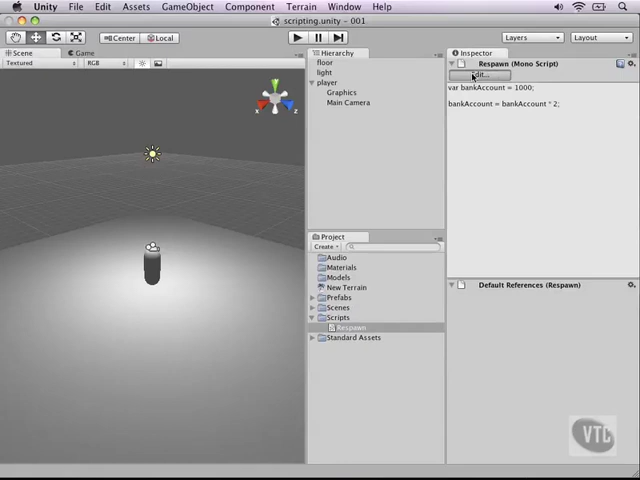 Unity File Edit Assets GameObject Component Terrain Window Help
scripting.unity - 001
Center Local Layers Layout
Scene Game
Textured RGB
y x z
Hierarchy
floor
light
player
Graphics
Main Camera
Project
Create
Audio
Materials
Models
New Terrain
Prefabs
Scenes
Scripts
Respawn
Standard Assets
Inspector
Respawn (Mono Script)
Edit...
var bankAccount = 1000;
bankAccount = bankAccount * 2;
Default References (Respawn)
VTC